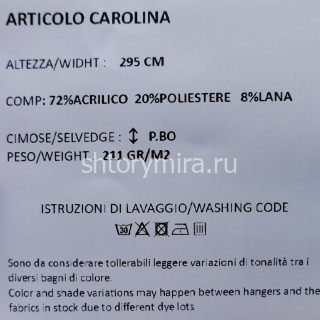 ARTICOLO CAROLINA
ALTEZZA/WIDHT : 295 CM
COMP: 72%ACRILICO 20%POLIESTERE 8%LANA
CIMOSE/SELVEDGE : ↕ P.BO
PESO/WEIGHT : 211 GR/M2
shtorymira.ru
ISTRUZIONI DI LAVAGGIO/WASHING CODE
30
Sono da considerare tollerabili leggere variazioni di tonalità tra i
diversi bagni di colore.
Color and shade variations may happen between hangers and the
fabrics in stock due to different dye lots